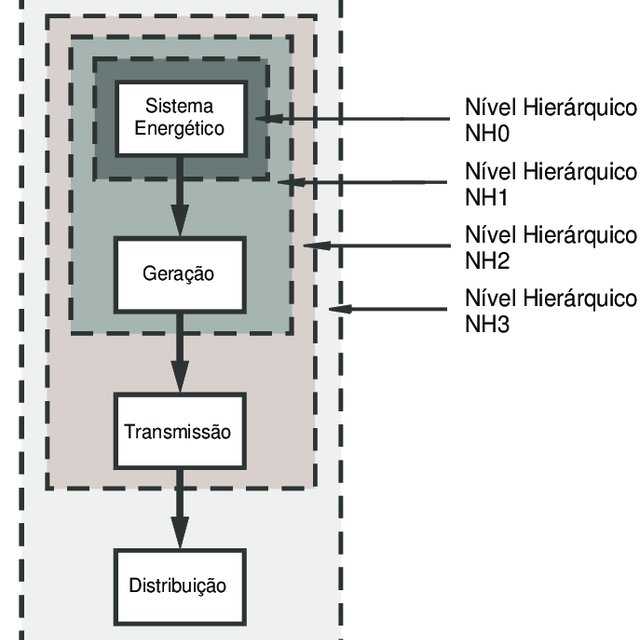 Sistema
Energético
Nível Hierárquico
NH0
Nível Hierárquico
NH1
Nível Hierárquico
NH2
Geração
Nível Hierárquico
NH3
Transmissão
Distribuição